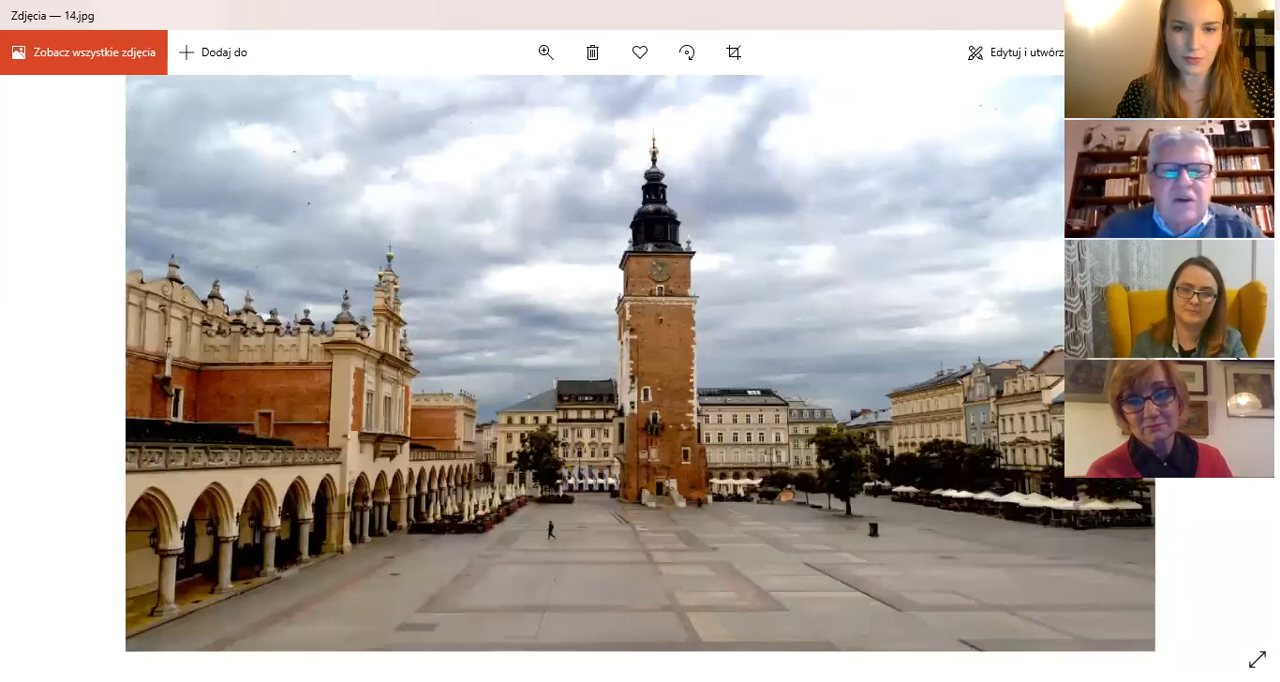 Zdjęcia — 14.jpg
Zobacz wszystkie zdjęcia
Dodaj do
Edytuj i utwórz